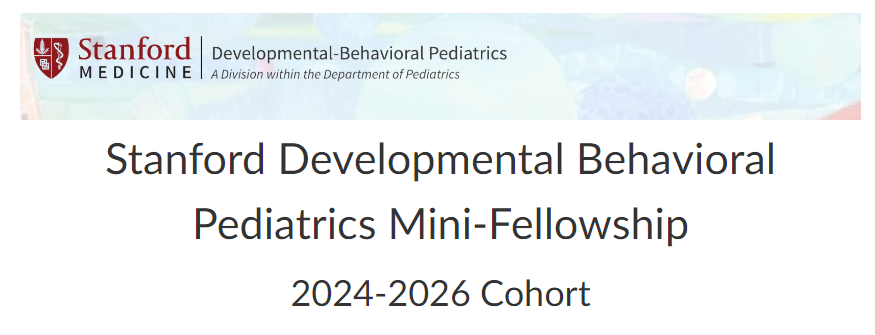 Stanford
MEDICINE
Developmental-Behavioral Pediatrics
A Division within the Department of Pediatrics
Stanford Developmental Behavioral
Pediatrics Mini-Fellowship
2024-2026 Cohort